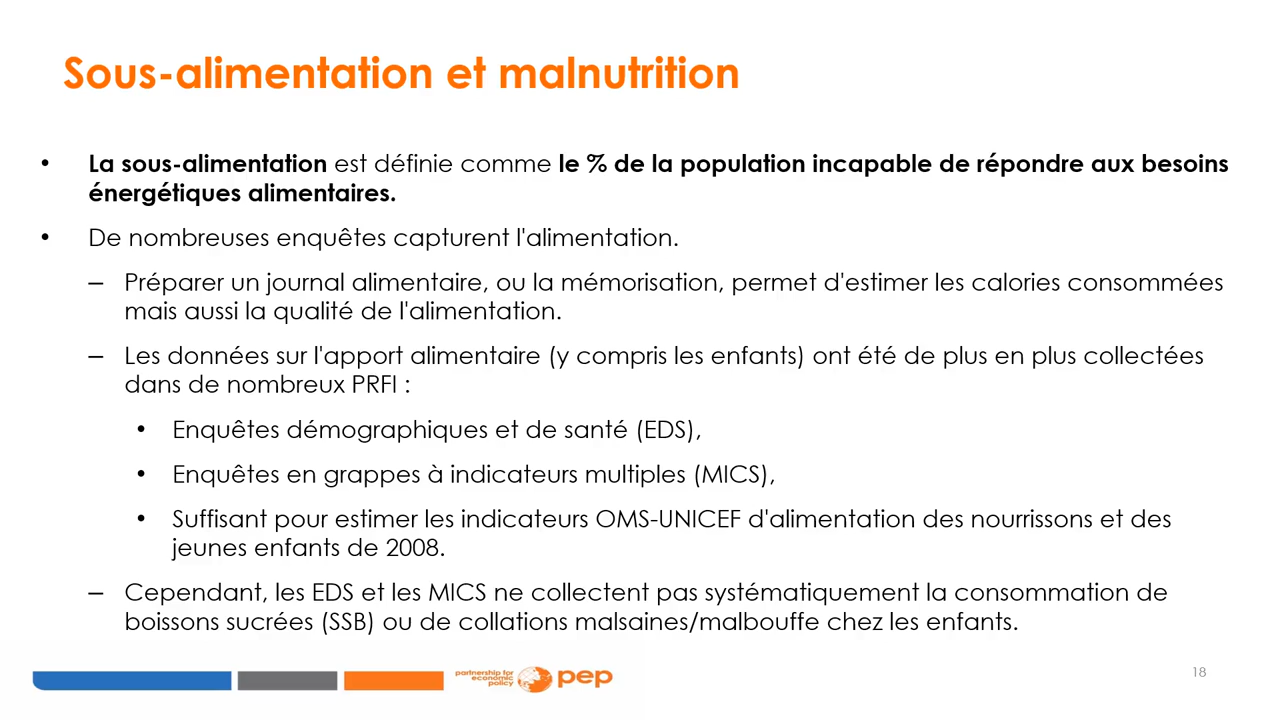 Sous-alimentation et malnutrition
• La sous-alimentation est définie comme le % de la population incapable de répondre aux besoins
énergétiques alimentaires.
• De nombreuses enquêtes capturent l'alimentation.
– Préparer un journal alimentaire, ou la mémorisation, permet d'estimer les calories consommées
mais aussi la qualité de l'alimentation.
– Les données sur l'apport alimentaire (y compris les enfants) ont été de plus en plus collectées
dans de nombreux PRFI :
• Enquêtes démographiques et de santé (EDS),
• Enquêtes en grappes à indicateurs multiples (MICS),
• Suffisant pour estimer les indicateurs OMS-UNICEF d'alimentation des nourrissons et des
jeunes enfants de 2008.
– Cependant, les EDS et les MICS ne collectent pas systématiquement la consommation de
boissons sucrées (SSB) ou de collations malsaines/malbouffe chez les enfants.
partnership for
economic
policy
pep
18